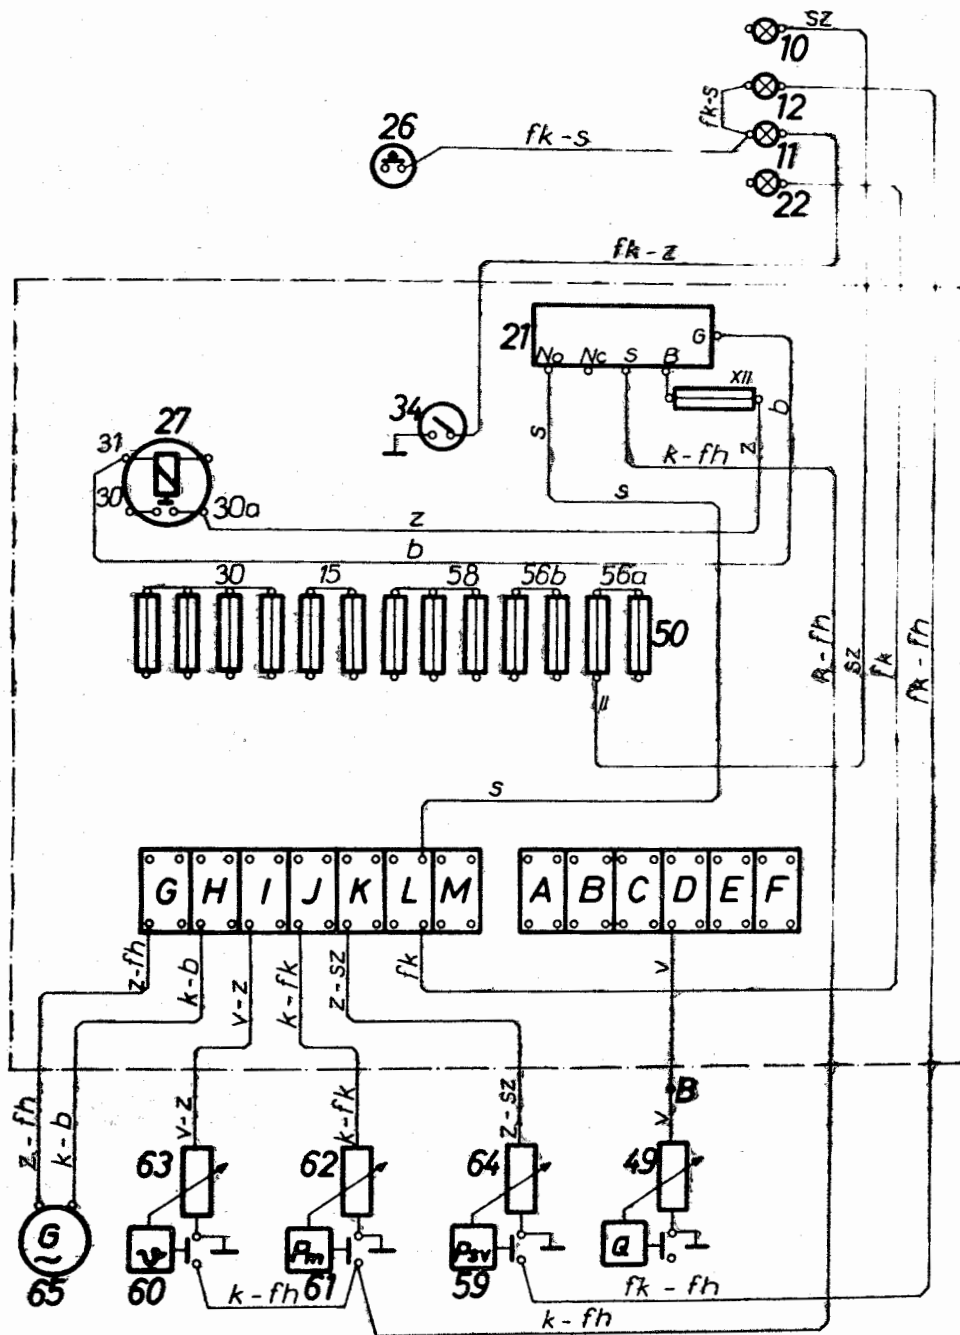 sz
10
12
fk-s
26
fk-s
11
22
fk-z
21
G
No Nc S B
XII
34
b
27
s
z
31
k-fh
30
30a
s
z
b
30 15 58 56b 56a
50
k-fh
sz
fk
fk-fh
II
s
G H I J K L M
A B C D E F
z-fh
k-b
v-z
k-fk
z-sz
fk
v
B
z-fh
k-b
v-z
k-fk
z-sz
v
63
62
64
49
G
~
ϑ
Pm
Psv
Q
65
60
61
59
k-fh
fk-fh
k-fh